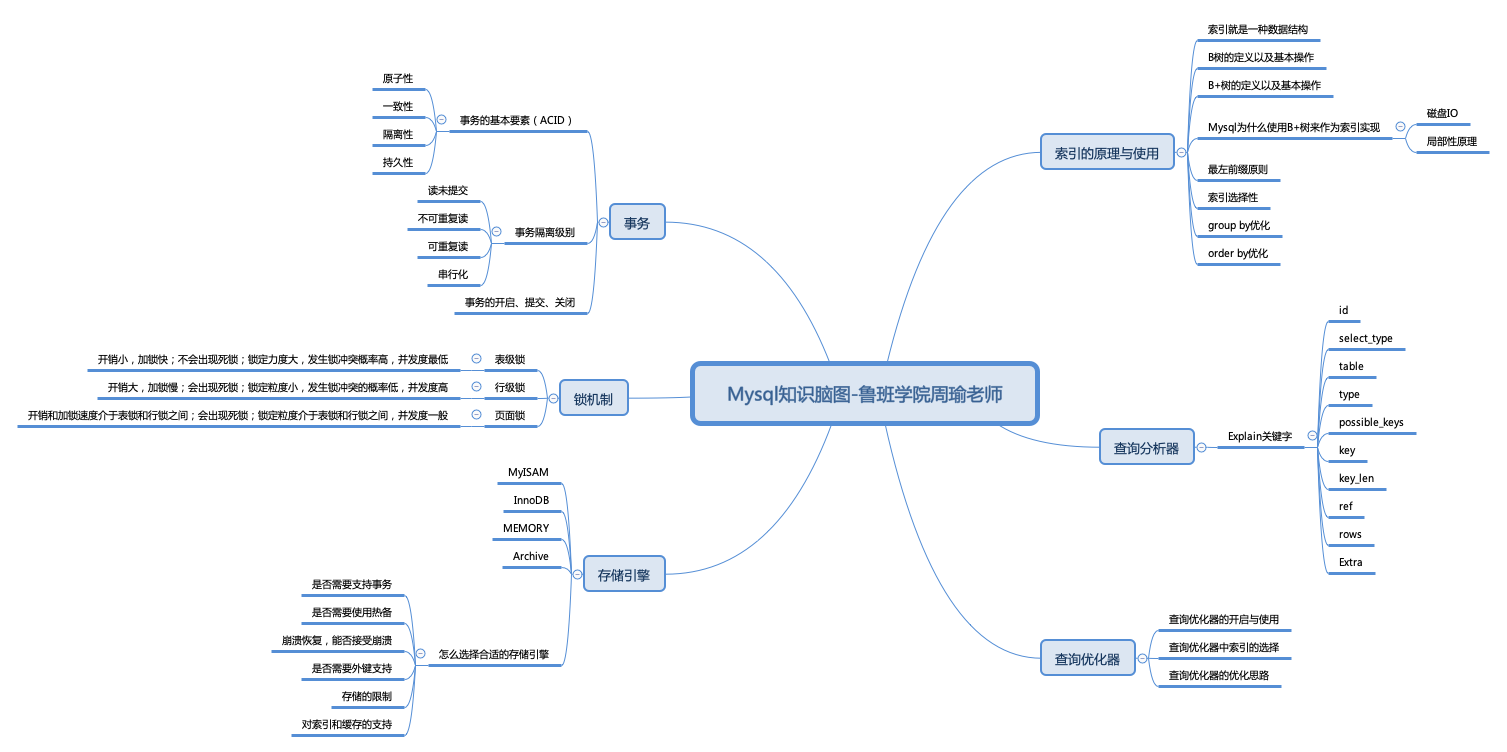 Mysql知识脑图-鲁班学院周瑜老师
索引的原理与使用
索引就是一种数据结构
B树的定义以及基本操作
B+树的定义以及基本操作
Mysql为什么使用B+树来作为索引实现
磁盘IO
局部性原理
最左前缀原则
索引选择性
group by优化
order by优化
查询分析器
Explain关键字
id
select_type
table
type
possible_keys
key
key_len
ref
rows
Extra
查询优化器
查询优化器的开启与使用
查询优化器中索引的选择
查询优化器的优化思路
事务
事务的基本要素（ACID）
原子性
一致性
隔离性
持久性
事务隔离级别
读未提交
不可重复读
可重复读
串行化
事务的开启、提交、关闭
锁机制
表级锁
开销小，加锁快；不会出现死锁；锁定力度大，发生锁冲突概率高，并发度最低
行级锁
开销大，加锁慢；会出现死锁；锁定粒度小，发生锁冲突的概率低，并发度高
页面锁
开销和加锁速度介于表锁和行锁之间；会出现死锁；锁定粒度介于表锁和行锁之间，并发度一般
存储引擎
MyISAM
InnoDB
MEMORY
Archive
怎么选择合适的存储引擎
是否需要支持事务
是否需要使用热备
崩溃恢复，能否接受崩溃
是否需要外键支持
存储的限制
对索引和缓存的支持